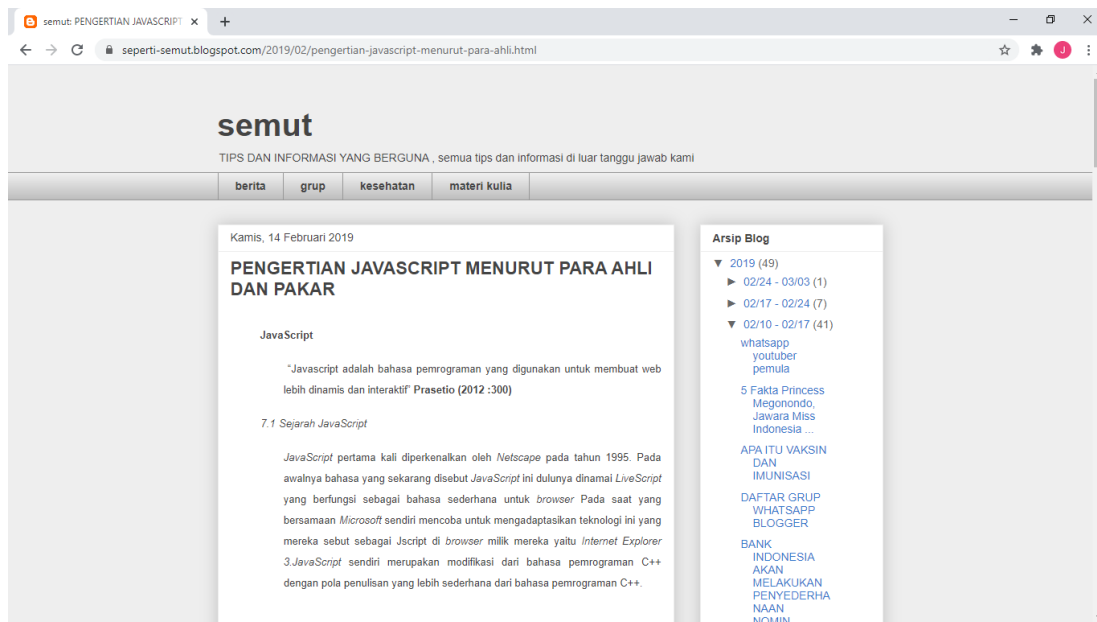 semut: PENGERTIAN JAVASCRIPT
seperti-semut.blogspot.com/2019/02/pengertian-javascript-menurut-para-ahli.html
J
semut
TIPS DAN INFORMASI YANG BERGUNA , semua tips dan informasi di luar tanggu jawab kami
berita grup kesehatan materi kulia
Kamis, 14 Februari 2019
PENGERTIAN JAVASCRIPT MENURUT PARA AHLI
DAN PAKAR
JavaScript
“Javascript adalah bahasa pemrograman yang digunakan untuk membuat web
lebih dinamis dan interaktif” Prasetio (2012 :300)
7.1 Sejarah JavaScript
JavaScript pertama kali diperkenalkan oleh Netscape pada tahun 1995. Pada
awalnya bahasa yang sekarang disebut JavaScript ini dulunya dinamai LiveScript
yang berfungsi sebagai bahasa sederhana untuk browser Pada saat yang
bersamaan Microsoft sendiri mencoba untuk mengadaptasikan teknologi ini yang
mereka sebut sebagai Jscript di browser milik mereka yaitu Internet Explorer
3.JavaScript sendiri merupakan modifikasi dari bahasa pemrograman C++
dengan pola penulisan yang lebih sederhana dari bahasa pemrograman C++.
Arsip Blog
▼ 2019 (49)
► 02/24 - 03/03 (1)
► 02/17 - 02/24 (7)
▼ 02/10 - 02/17 (41)
whatsapp
youtuber
pemula
5 Fakta Princess
Megonondo,
Jawara Miss
Indonesia ...
APA ITU VAKSIN
DAN
IMUNISASI
DAFTAR GRUP
WHATSAPP
BLOGGER
BANK
INDONESIA
AKAN
MELAKUKAN
PENYEDERHA
NAAN
NOMIN